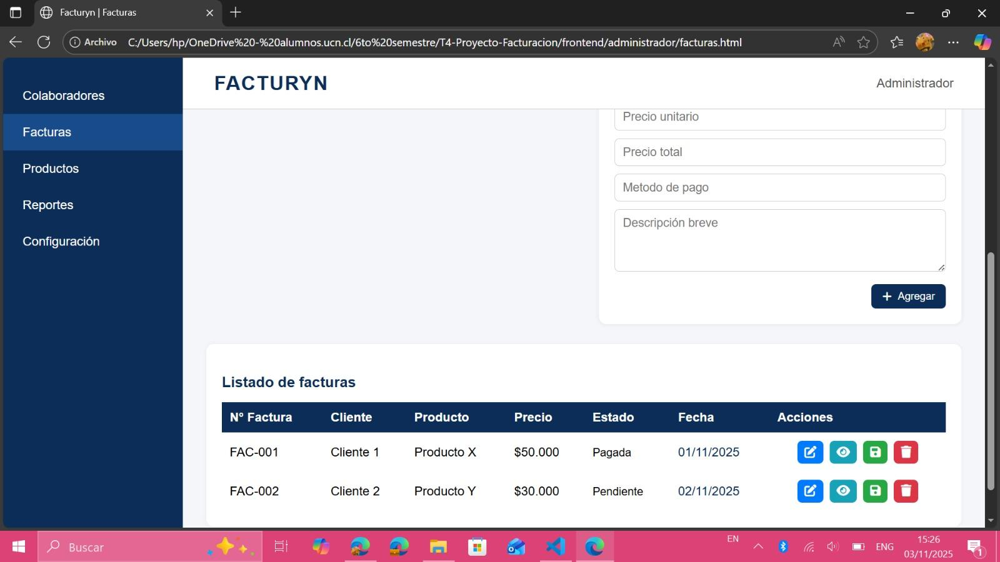 Facturyn | Facturas
Archivo C:/Users/hp/OneDrive%20-%20alumnos.ucn.cl/6to%20semestre/T4-Proyecto-Facturacion/frontend/administrador/facturas.html
FACTURYN
Administrador
Colaboradores
Facturas
Productos
Reportes
Configuración
Precio unitario
Precio total
Metodo de pago
Descripción breve
+ Agregar
Listado de facturas
Nº Factura Cliente Producto Precio Estado Fecha Acciones
FAC-001 Cliente 1 Producto X $50.000 Pagada 01/11/2025
FAC-002 Cliente 2 Producto Y $30.000 Pendiente 02/11/2025
Buscar
EN
ENG
15:26
03/11/2025
1